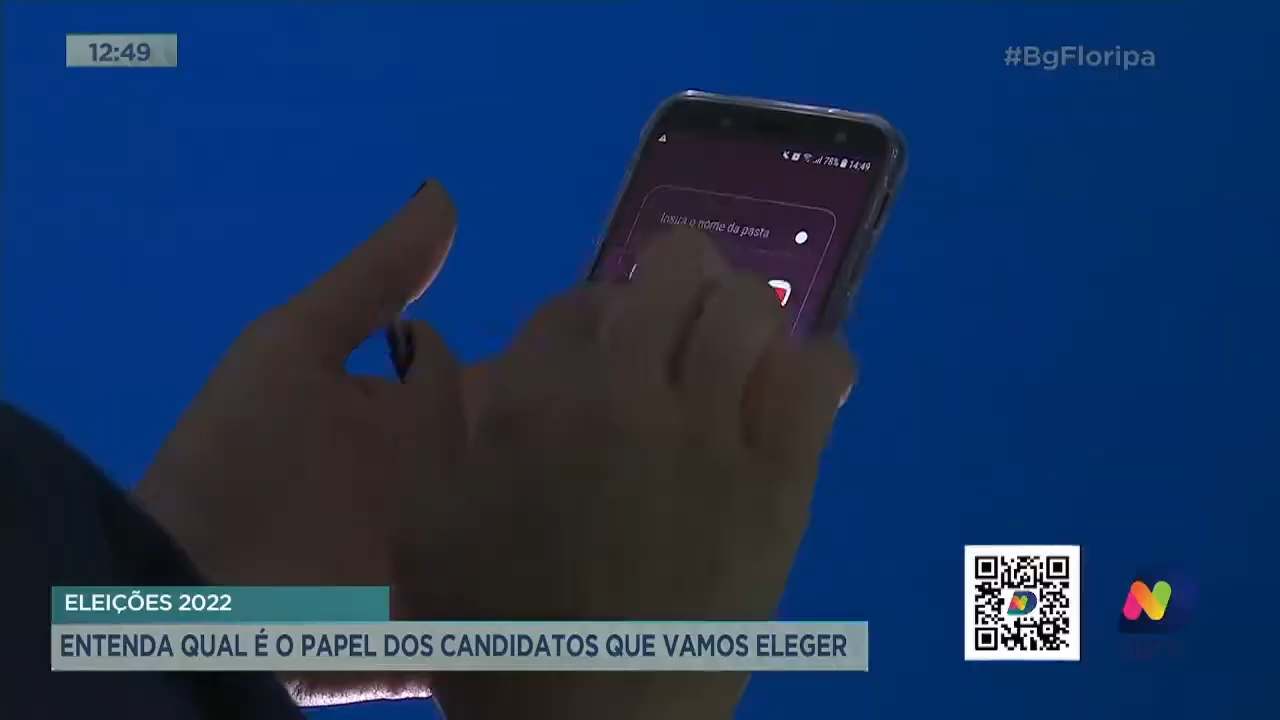 12:49
#BgFloripa
78% 14:49
Insira o nome da pasta
ELEIÇÕES 2022
ENTENDA QUAL É O PAPEL DOS CANDIDATOS QUE VAMOS ELEGER